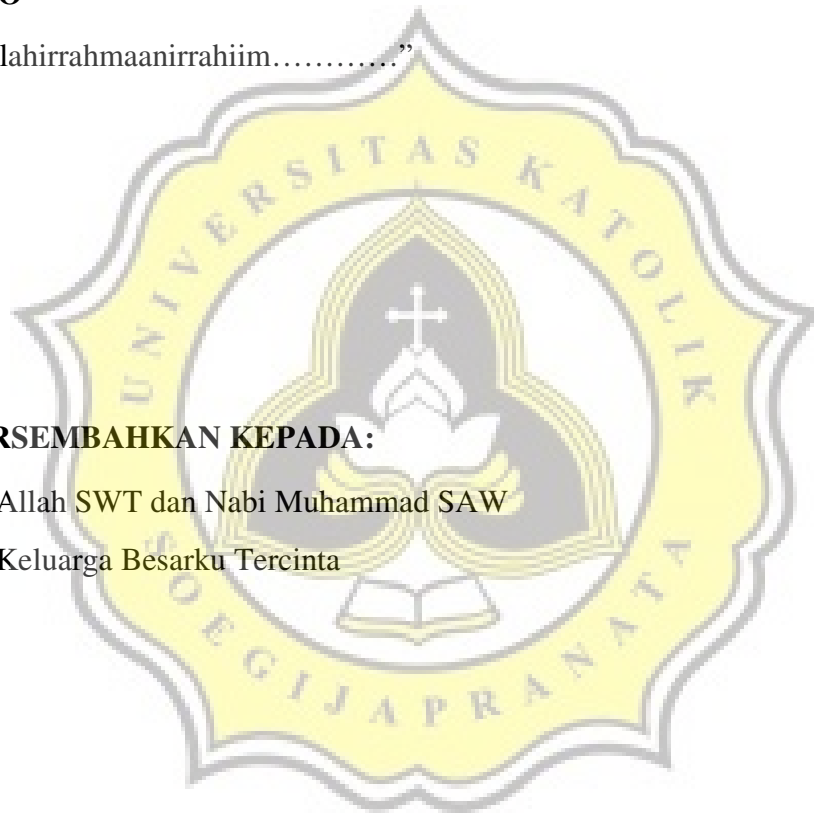 O
lahirrahmaanirrahiim…………”
UNIVERSITAS KATOLIK
RSEMBAHKAN KEPADA:
Allah SWT dan Nabi Muhammad SAW
Keluarga Besarku Tercinta
SOEGIJAPRANATA